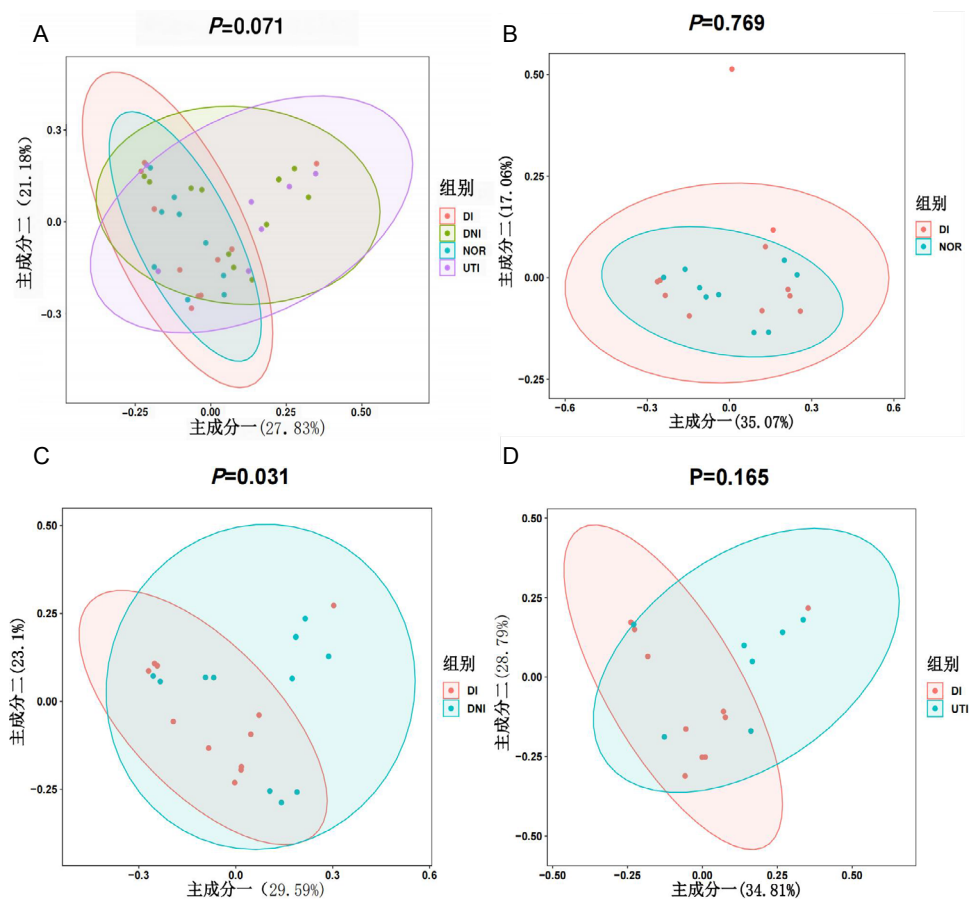 A
P=0.071
主成分二 (21.18%)
0.3
0.0
−0.3
−0.25
0.00
0.25
0.50
主成分一(27.83%)
组别
DI
DNI
NOR
UTI
B
P=0.769
主成分二(17.06%)
0.50
0.25
0.00
−0.25
−0.6
−0.3
0.0
0.3
0.6
主成分一(35.07%)
组别
DI
NOR
C
P=0.031
主成分二(23.1%)
0.50
0.25
0.00
−0.25
−0.3
0.0
0.3
0.6
主成分一 (29.59%)
组别
DI
DNI
D
P=0.165
主成分二(28.79%)
0.50
0.25
0.00
−0.25
−0.50
−0.50
−0.25
0.00
0.25
0.50
主成分一(34.81%)
组别
DI
UTI